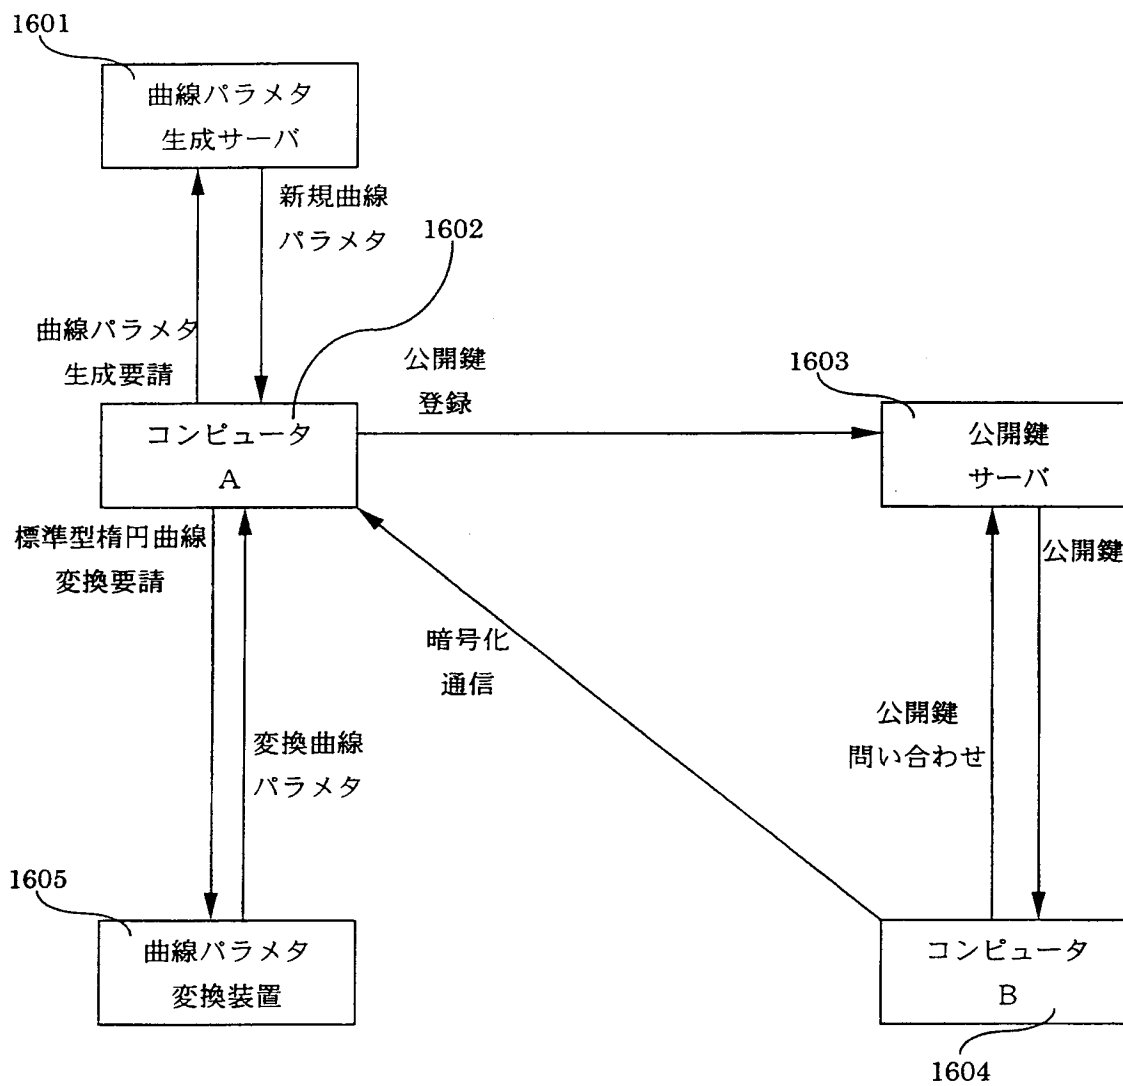 1601
曲線パラメタ
生成サーバ
新規曲線
パラメタ
1602
曲線パラメタ
生成要請
公開鍵
登録
1603
コンピュータ
A
公開鍵
サーバ
標準型楕円曲線
変換要請
公開鍵
暗号化
通信
変換曲線
パラメタ
公開鍵
問い合わせ
1605
曲線パラメタ
変換装置
コンピュータ
B
1604